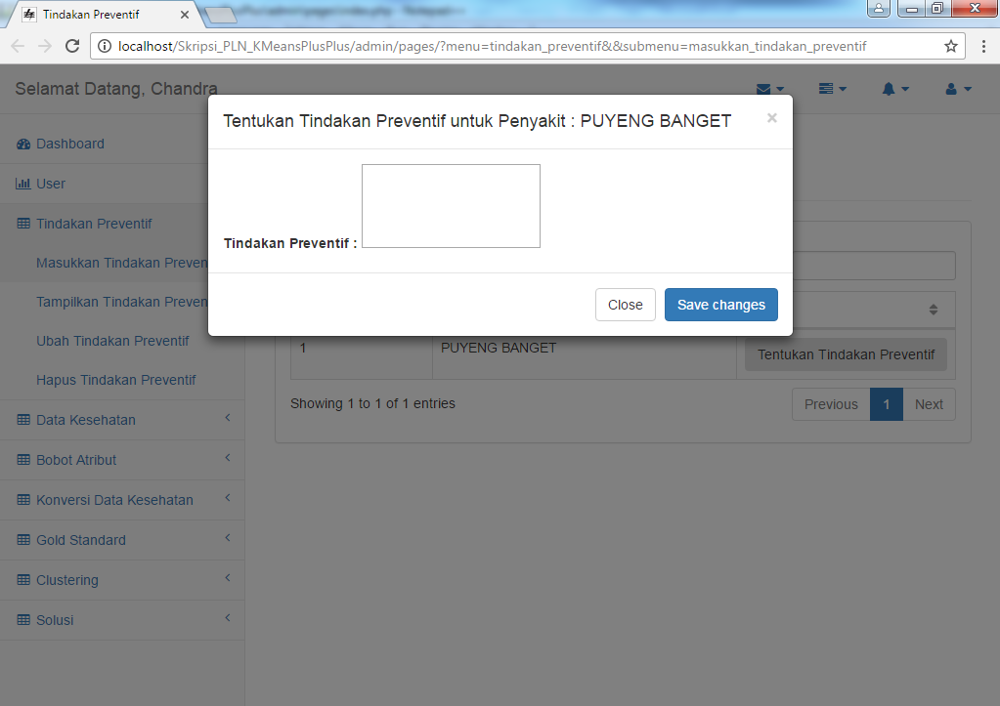 Tindakan Preventif
localhost/Skripsi_PLN_KMeansPlusPlus/admin/pages/?menu=tindakan_preventif&&submenu=masukkan_tindakan_preventif
Selamat Datang, Chandra
Tentukan Tindakan Preventif untuk Penyakit : PUYENG BANGET
×
Tindakan Preventif :
Close
Save changes
Dashboard
User
Tindakan Preventif
Masukkan Tindakan Preven
Tampilkan Tindakan Preven
Ubah Tindakan Preventif
Hapus Tindakan Preventif
Data Kesehatan
Bobot Atribut
Konversi Data Kesehatan
Gold Standard
Clustering
Solusi
1 PUYENG BANGET Tentukan Tindakan Preventif
Showing 1 to 1 of 1 entries
Previous 1 Next